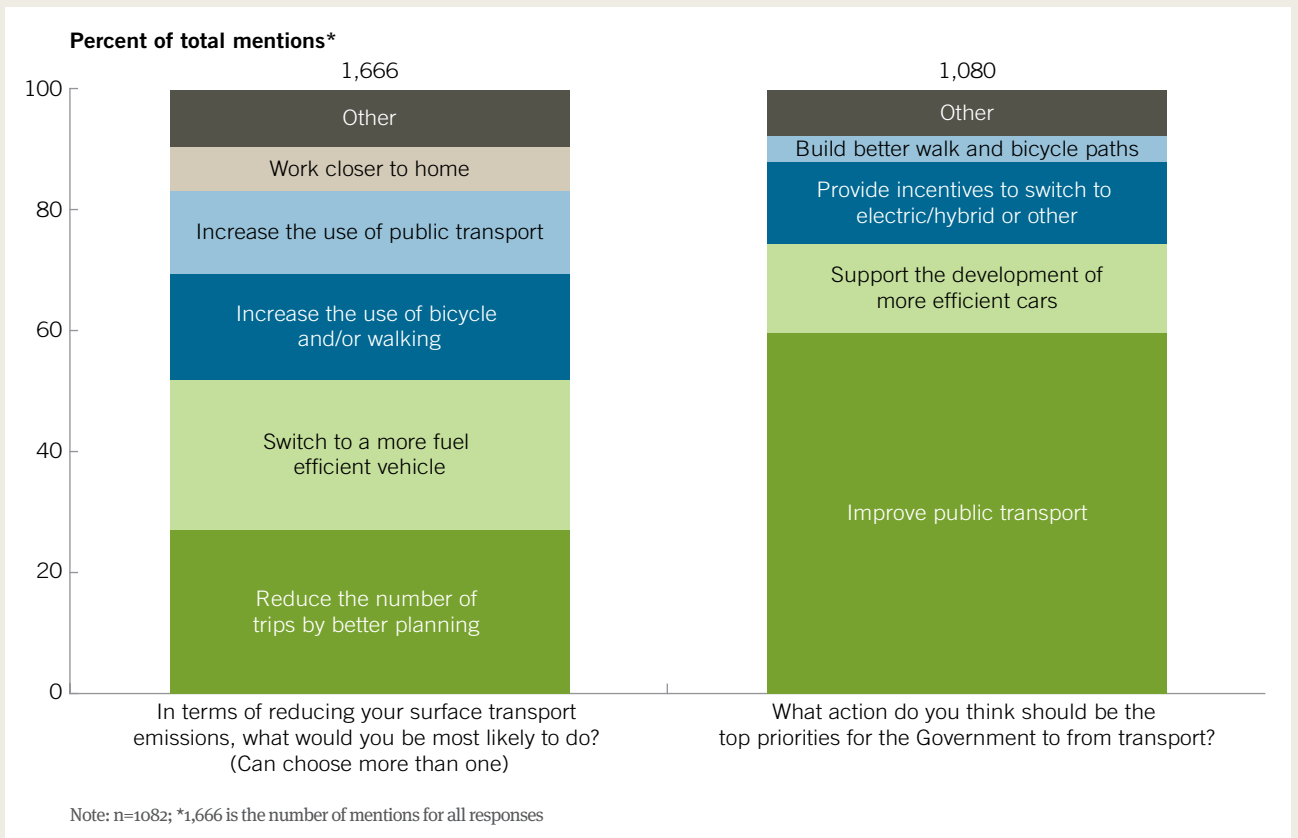 Percent of total mentions*
1,666
1,080
100
80
60
40
20
0
Other
Work closer to home
Increase the use of public transport
Increase the use of bicycle
and/or walking
Switch to a more fuel
efficient vehicle
Reduce the number of
trips by better planning
Other
Build better walk and bicycle paths
Provide incentives to switch to
electric/hybrid or other
Support the development of
more efficient cars
Improve public transport
In terms of reducing your surface transport
emissions, what would you be most likely to do?
(Can choose more than one)
What action do you think should be the
top priorities for the Government to from transport?
Note: n=1082; *1,666 is the number of mentions for all responses